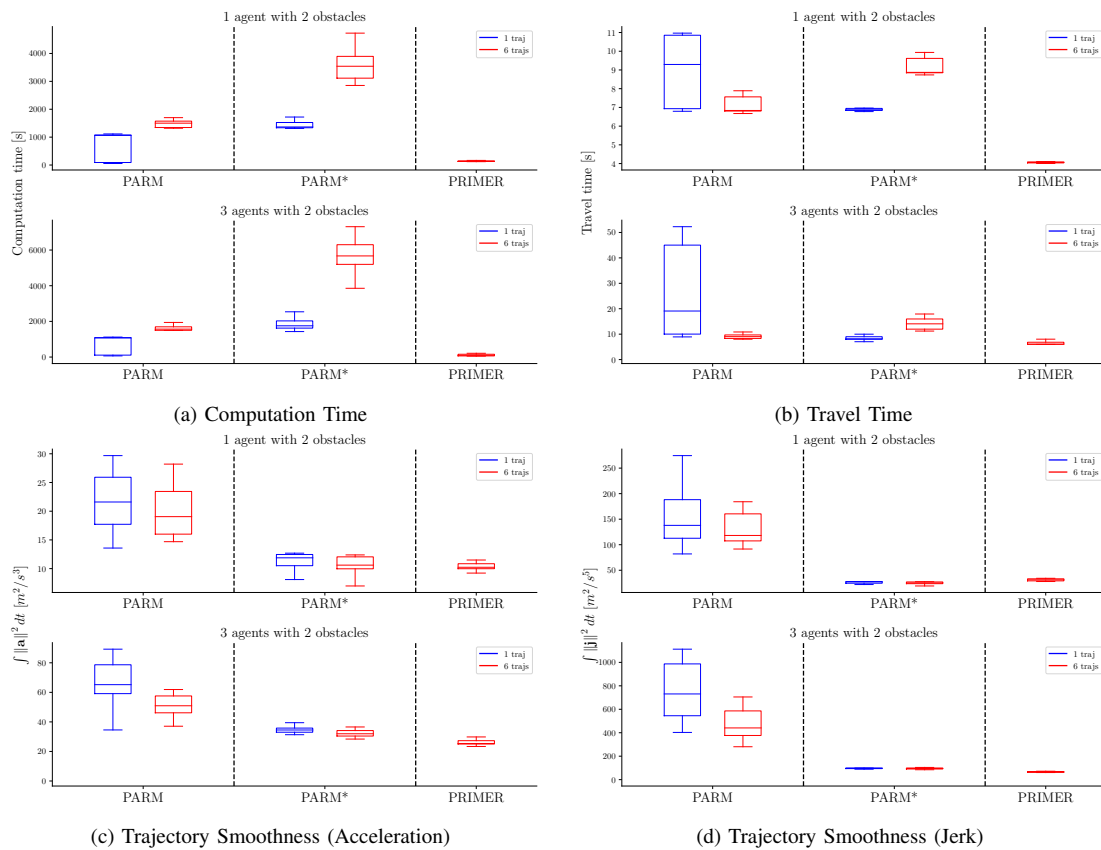 1 agent with 2 obstacles
1 traj
6 trajs
4000
3000
2000
1000
0
PARM
PARM*
PRIMER
Computation time [s]
3 agents with 2 obstacles
1 traj
6 trajs
6000
4000
2000
0
PARM
PARM*
PRIMER
(a) Computation Time
1 agent with 2 obstacles
1 traj
6 trajs
11
10
9
8
7
6
5
4
PARM
PARM*
PRIMER
Travel time [s]
3 agents with 2 obstacles
1 traj
6 trajs
50
40
30
20
10
0
PARM
PARM*
PRIMER
(b) Travel Time
1 agent with 2 obstacles
1 traj
6 trajs
30
25
20
15
10
PARM
PARM*
PRIMER
∫ ||a||² dt [m²/s³]
3 agents with 2 obstacles
1 traj
6 trajs
80
60
40
20
0
PARM
PARM*
PRIMER
(c) Trajectory Smoothness (Acceleration)
1 agent with 2 obstacles
1 traj
6 trajs
250
200
150
100
50
PARM
PARM*
PRIMER
∫ ||j||² dt [m²/s⁵]
3 agents with 2 obstacles
1 traj
6 trajs
1000
800
600
400
200
0
PARM
PARM*
PRIMER
(d) Trajectory Smoothness (Jerk)